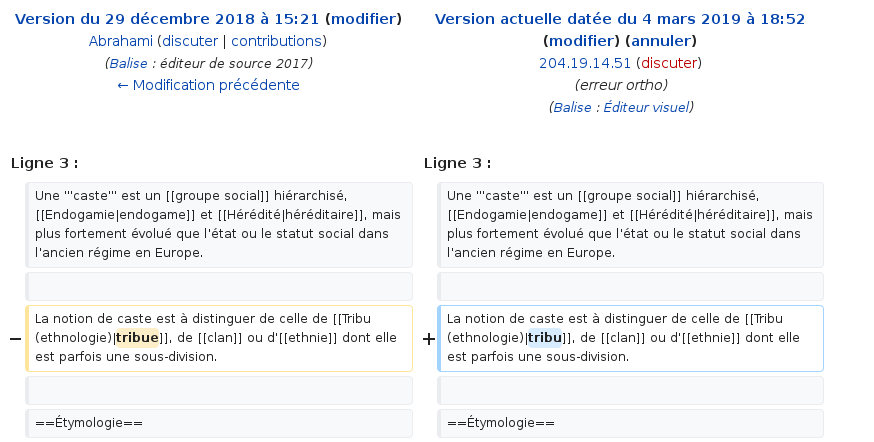 Version du 29 décembre 2018 à 15:21 (modifier)
Abrahami (discuter | contributions)
(Balise : éditeur de source 2017)
← Modification précédente
Version actuelle datée du 4 mars 2019 à 18:52
(modifier) (annuler)
204.19.14.51 (discuter)
(erreur ortho)
(Balise : Éditeur visuel)
Ligne 3 :
Ligne 3 :
Une '''caste''' est un [[groupe social]] hiérarchisé,
[[Endogamie|endogame]] et [[Hérédité|héréditaire]], mais
plus fortement évolué que l'état ou le statut social dans
l'ancien régime en Europe.
Une '''caste''' est un [[groupe social]] hiérarchisé,
[[Endogamie|endogame]] et [[Hérédité|héréditaire]], mais
plus fortement évolué que l'état ou le statut social dans
l'ancien régime en Europe.
La notion de caste est à distinguer de celle de [[Tribu
− (ethnologie)|tribue]], de [[clan]] ou d'[[ethnie]] dont elle
est parfois une sous-division.
La notion de caste est à distinguer de celle de [[Tribu
+ (ethnologie)|tribu]], de [[clan]] ou d'[[ethnie]] dont elle
est parfois une sous-division.
==Étymologie==
==Étymologie==